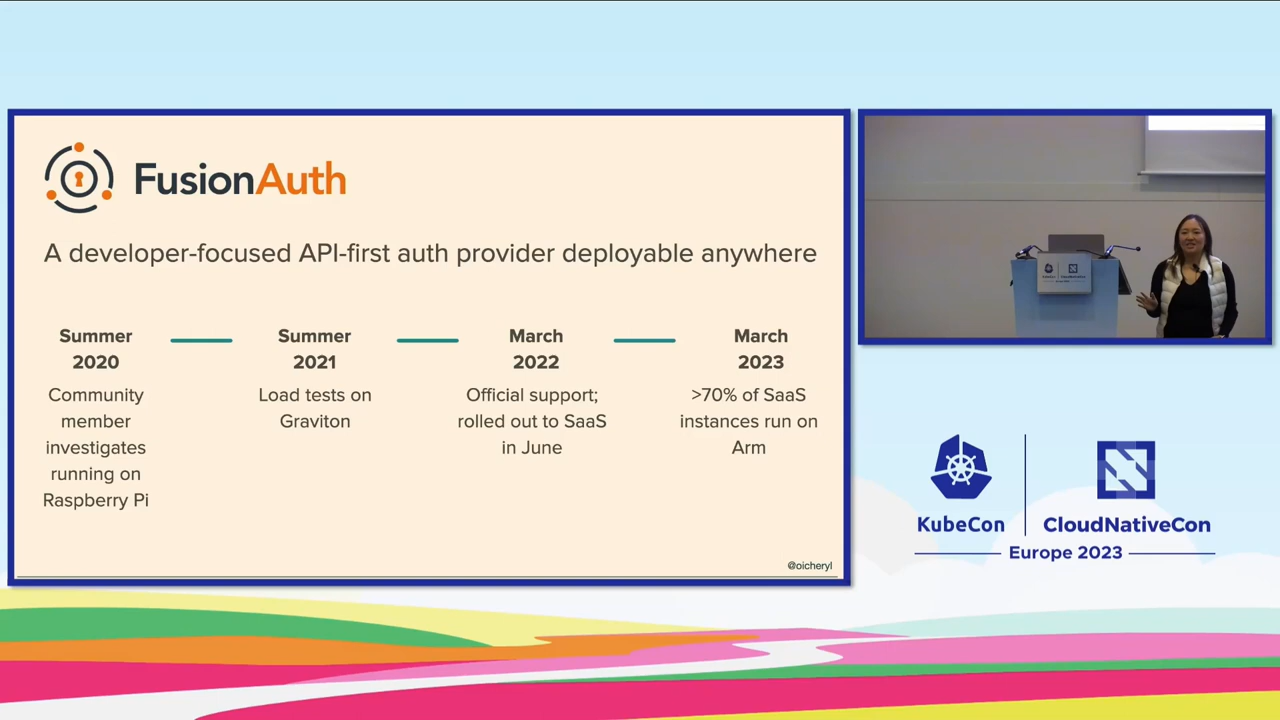 FusionAuth
A developer-focused API-first auth provider deployable anywhere
Summer
2020
Community
member
investigates
running on
Raspberry Pi
Summer
2021
Load tests on
Graviton
March
2022
Official support;
rolled out to SaaS
in June
March
2023
>70% of SaaS
instances run on
Arm
@oicheryl
KubeCon
CloudNativeCon
Europe 2023